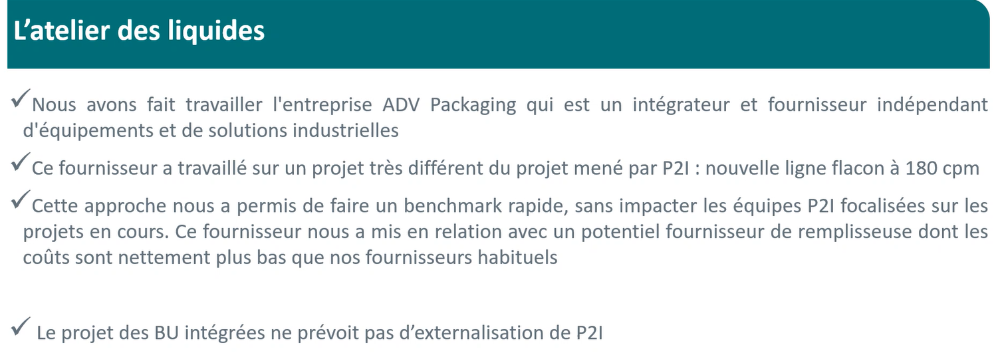 L’atelier des liquides
✓Nous avons fait travailler l'entreprise ADV Packaging qui est un intégrateur et fournisseur indépendant
d'équipements et de solutions industrielles
✓Ce fournisseur a travaillé sur un projet très différent du projet mené par P2I : nouvelle ligne flacon à 180 cpm
✓Cette approche nous a permis de faire un benchmark rapide, sans impacter les équipes P2I focalisées sur les
projets en cours. Ce fournisseur nous a mis en relation avec un potentiel fournisseur de remplisseuse dont les
coûts sont nettement plus bas que nos fournisseurs habituels
✓ Le projet des BU intégrées ne prévoit pas d’externalisation de P2I